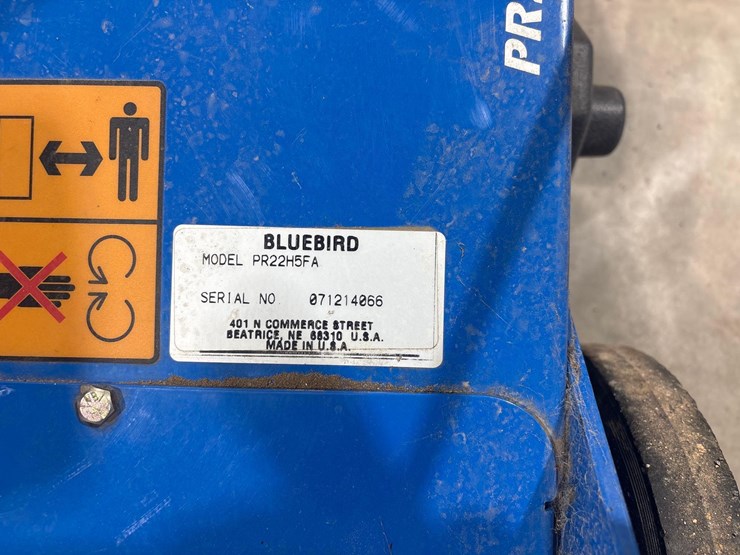 PR
BLUEBIRD
MODEL PR22H5FA
SERIAL NO 071214066
401 N COMMERCE STREET
BEATRICE, NE 68310 U.S.A.
MADE IN U.S.A.